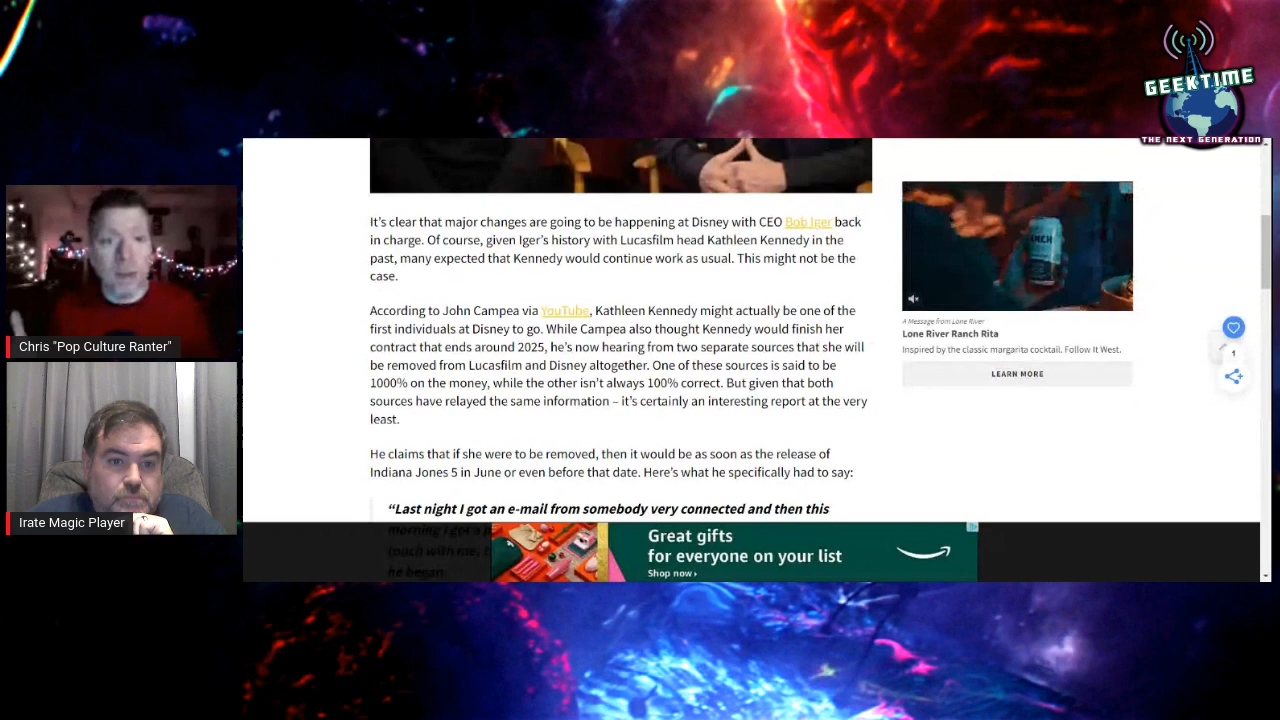 GEEKTIME
THE NEXT GENERATION
It's clear that major changes are going to be happening at Disney with CEO Bob Iger back
in charge. Of course, given Iger's history with Lucasfilm head Kathleen Kennedy in the
past, many expected that Kennedy would continue work as usual. This might not be the
case.
According to John Campea via YouTube, Kathleen Kennedy might actually be one of the
first individuals at Disney to go. While Campea also thought Kennedy would finish her
contract that ends around 2025, he's now hearing from two separate sources that she will
be removed from Lucasfilm and Disney altogether. One of these sources is said to be
1000% on the money, while the other isn't always 100% correct. But given that both
sources have relayed the same information – it's certainly an interesting report at the very
least.
He claims that if she were to be removed, then it would be as soon as the release of
Indiana Jones 5 in June or even before that date. Here's what he specifically had to say:
“Last night I got an e-mail from somebody very connected and then this
morning I got a
touch with me,
he began
RANCH
A Message from Lone River
Lone River Ranch Rita
Inspired by the classic margarita cocktail. Follow It West.
LEARN MORE
1
Great gifts
for everyone on your list
Shop now ›
Chris "Pop Culture Ranter"
Irate Magic Player